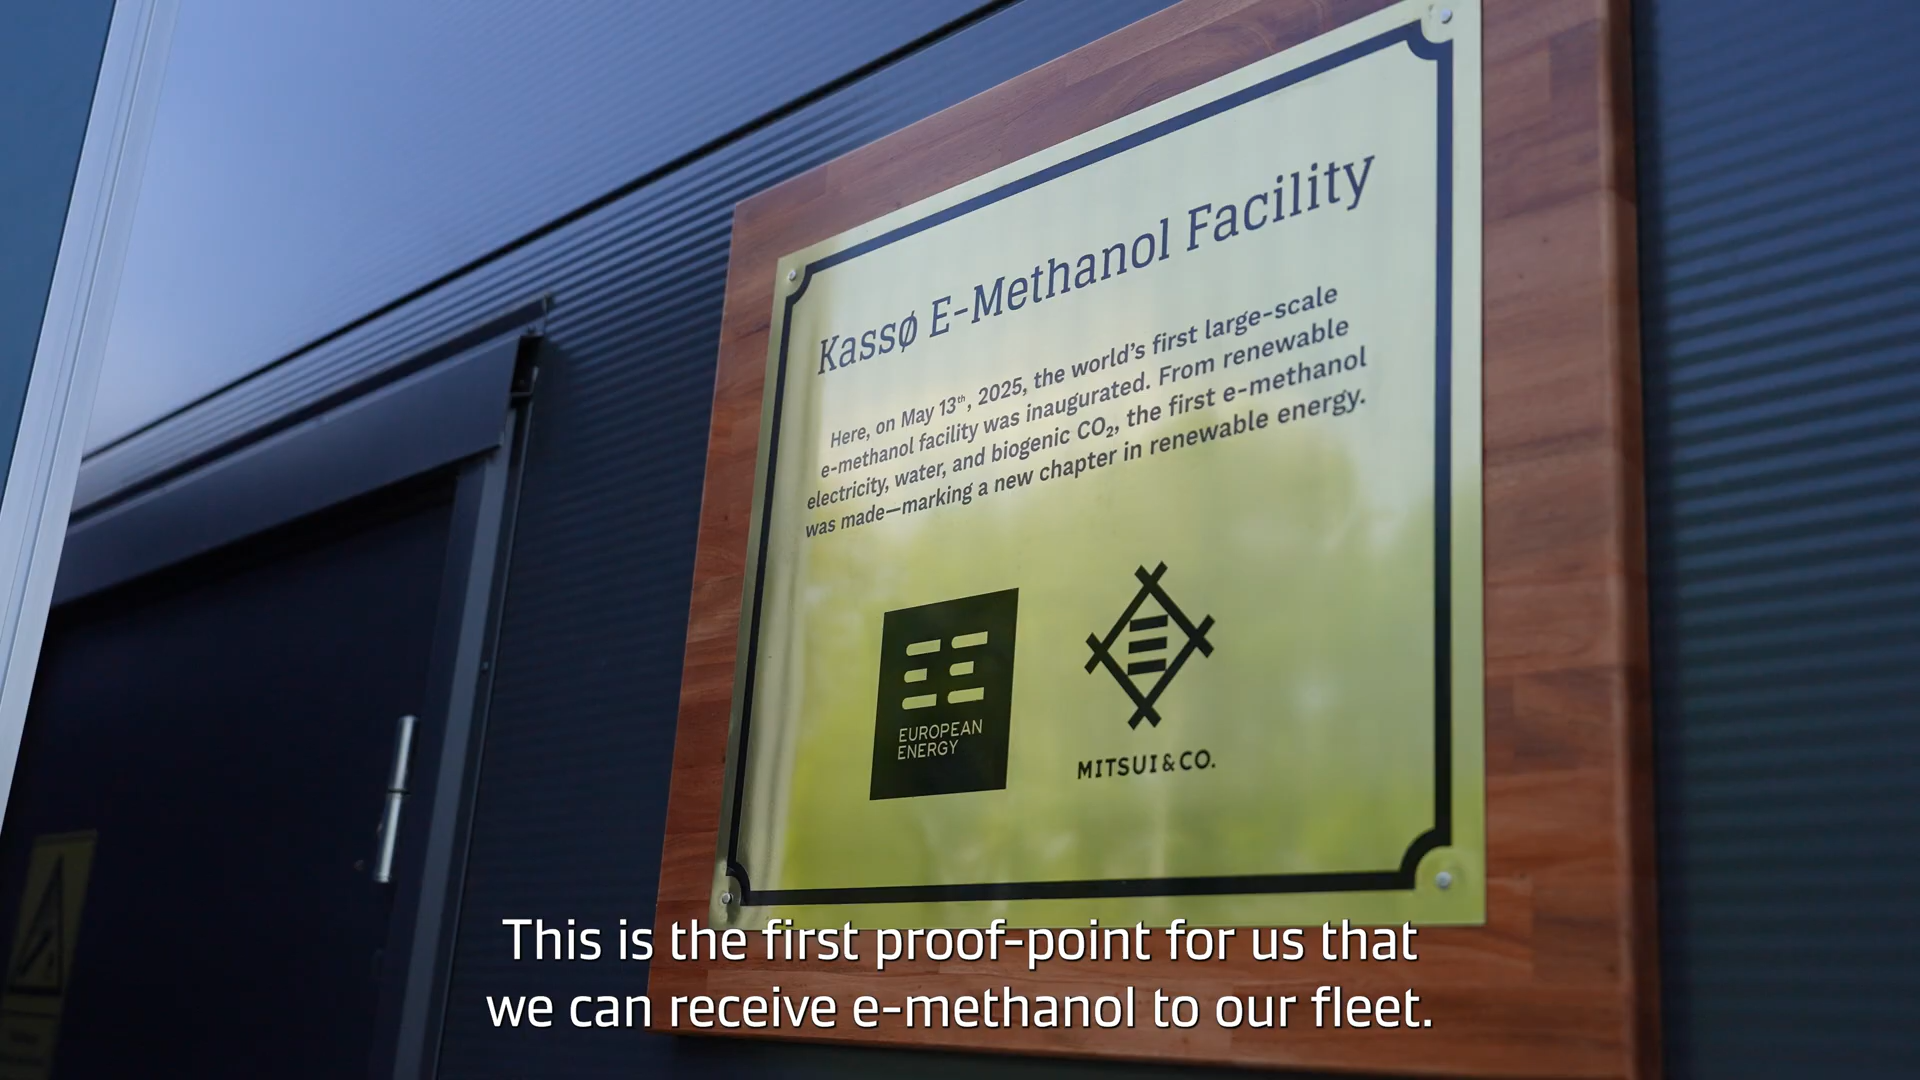 Kassø E-Methanol Facility
Here, on May 13th, 2025, the world's first large-scale
e-methanol facility was inaugurated. From renewable
electricity, water, and biogenic CO₂, the first e-methanol
was made—marking a new chapter in renewable energy.
EUROPEAN
ENERGY
MITSUI & CO.
This is the first proof-point for us that
we can receive e-methanol to our fleet.